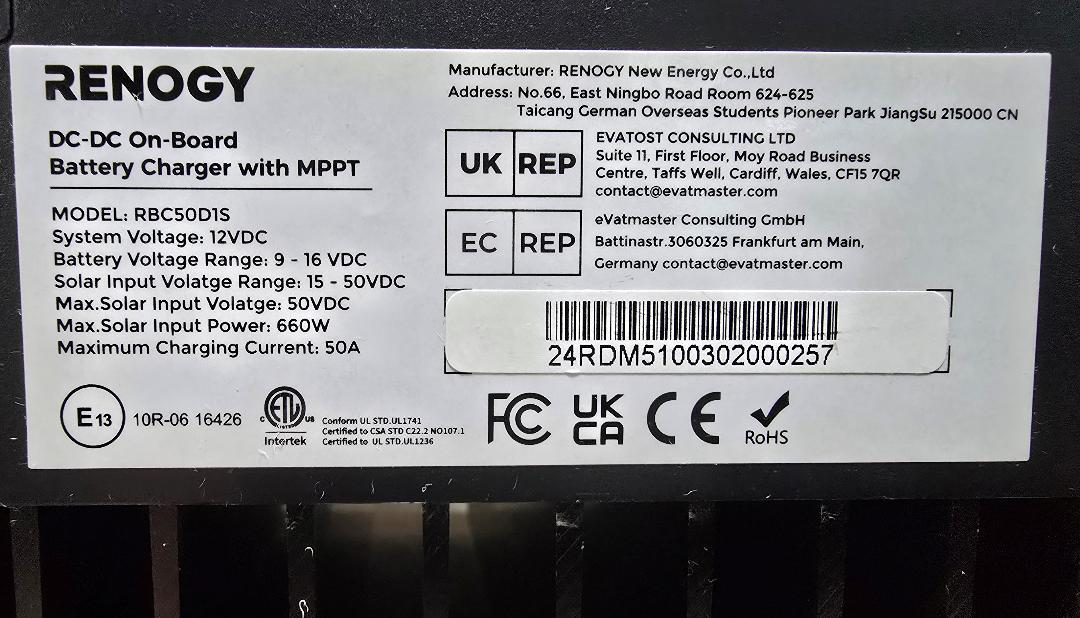 RENOGY
DC-DC On-Board
Battery Charger with MPPT
MODEL: RBC50D1S
System Voltage: 12VDC
Battery Voltage Range: 9 - 16 VDC
Solar Input Volatge Range: 15 - 50VDC
Max.Solar Input Volatge: 50VDC
Max.Solar Input Power: 660W
Maximum Charging Current: 50A
E13 10R-06 16426
c ETL us
LISTED
Intertek
Conform UL STD.UL1741
Certified to CSA STD C22.2 NO107.1
Certified to UL STD.UL1236
Manufacturer: RENOGY New Energy Co.,Ltd
Address: No.66, East Ningbo Road Room 624-625
Taicang German Overseas Students Pioneer Park JiangSu 215000 CN
UK REP
EVATOST CONSULTING LTD
Suite 11, First Floor, Moy Road Business
Centre, Taffs Well, Cardiff, Wales, CF15 7QR
contact@evatmaster.com
EC REP
eVatmaster Consulting GmbH
Battinastr.3060325 Frankfurt am Main,
Germany contact@evatmaster.com
24RDM5100302000257
FC
UK
CA
CE
RoHS